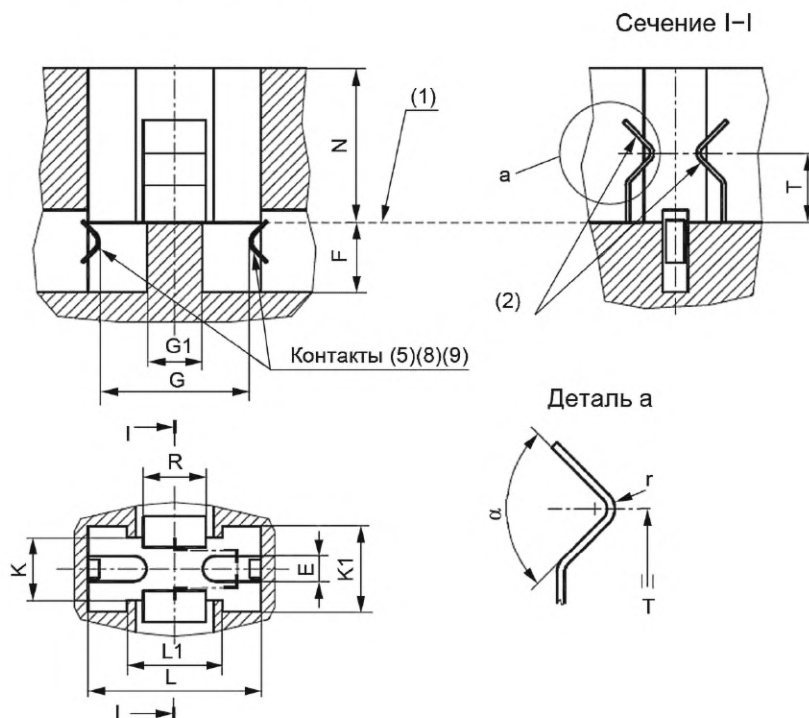 Сечение I–I
(1)
N
a
T
F
(2)
G1
Контакты (5)(8)(9)
G
Деталь a
I
R
r
α
K
E
K1
T
L1
L
I